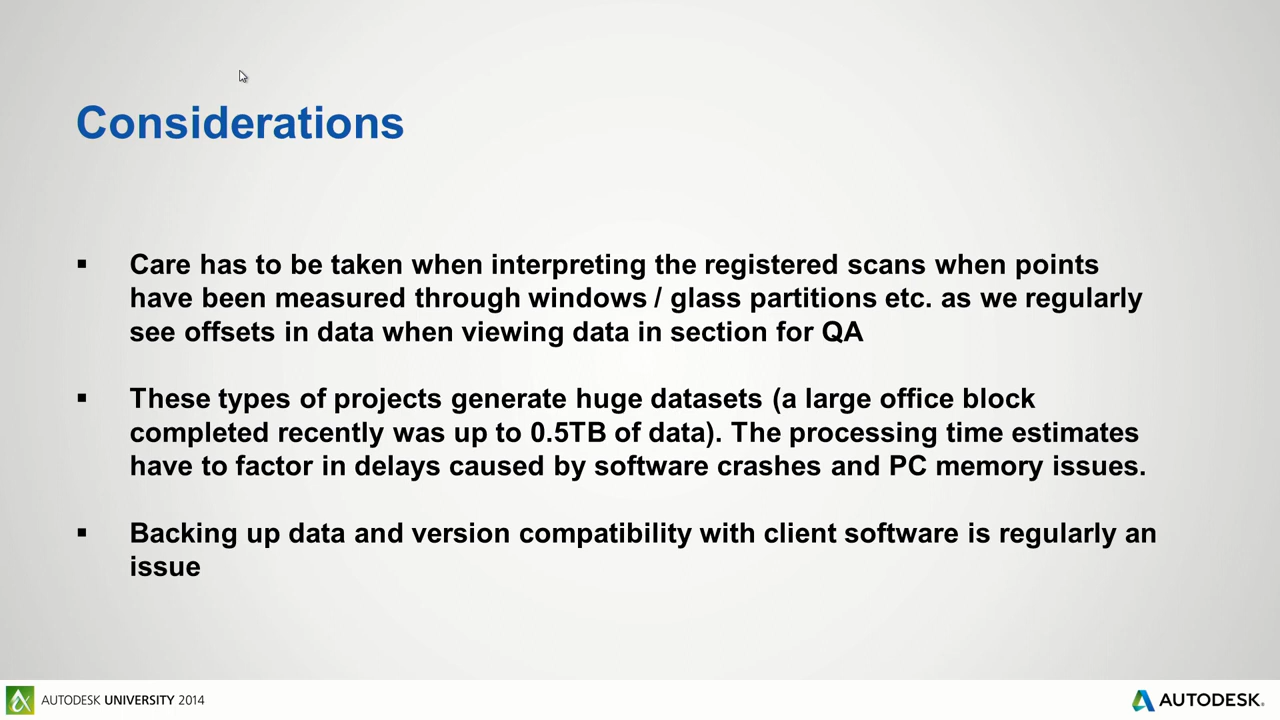 Considerations
▪ Care has to be taken when interpreting the registered scans when points
have been measured through windows / glass partitions etc. as we regularly
see offsets in data when viewing data in section for QA
▪ These types of projects generate huge datasets (a large office block
completed recently was up to 0.5TB of data). The processing time estimates
have to factor in delays caused by software crashes and PC memory issues.
▪ Backing up data and version compatibility with client software is regularly an
issue
AUTODESK UNIVERSITY 2014
AUTODESK®